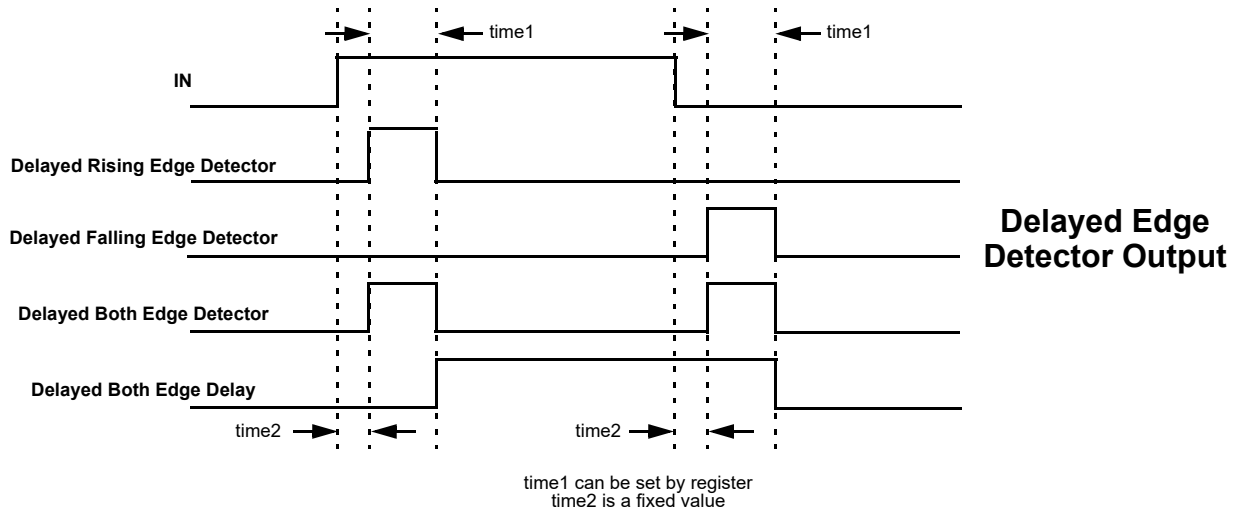 time1
time1
IN
Delayed Rising Edge Detector
Delayed Falling Edge Detector
Delayed Edge
Detector Output
Delayed Both Edge Detector
Delayed Both Edge Delay
time2
time2
time1 can be set by register
time2 is a fixed value